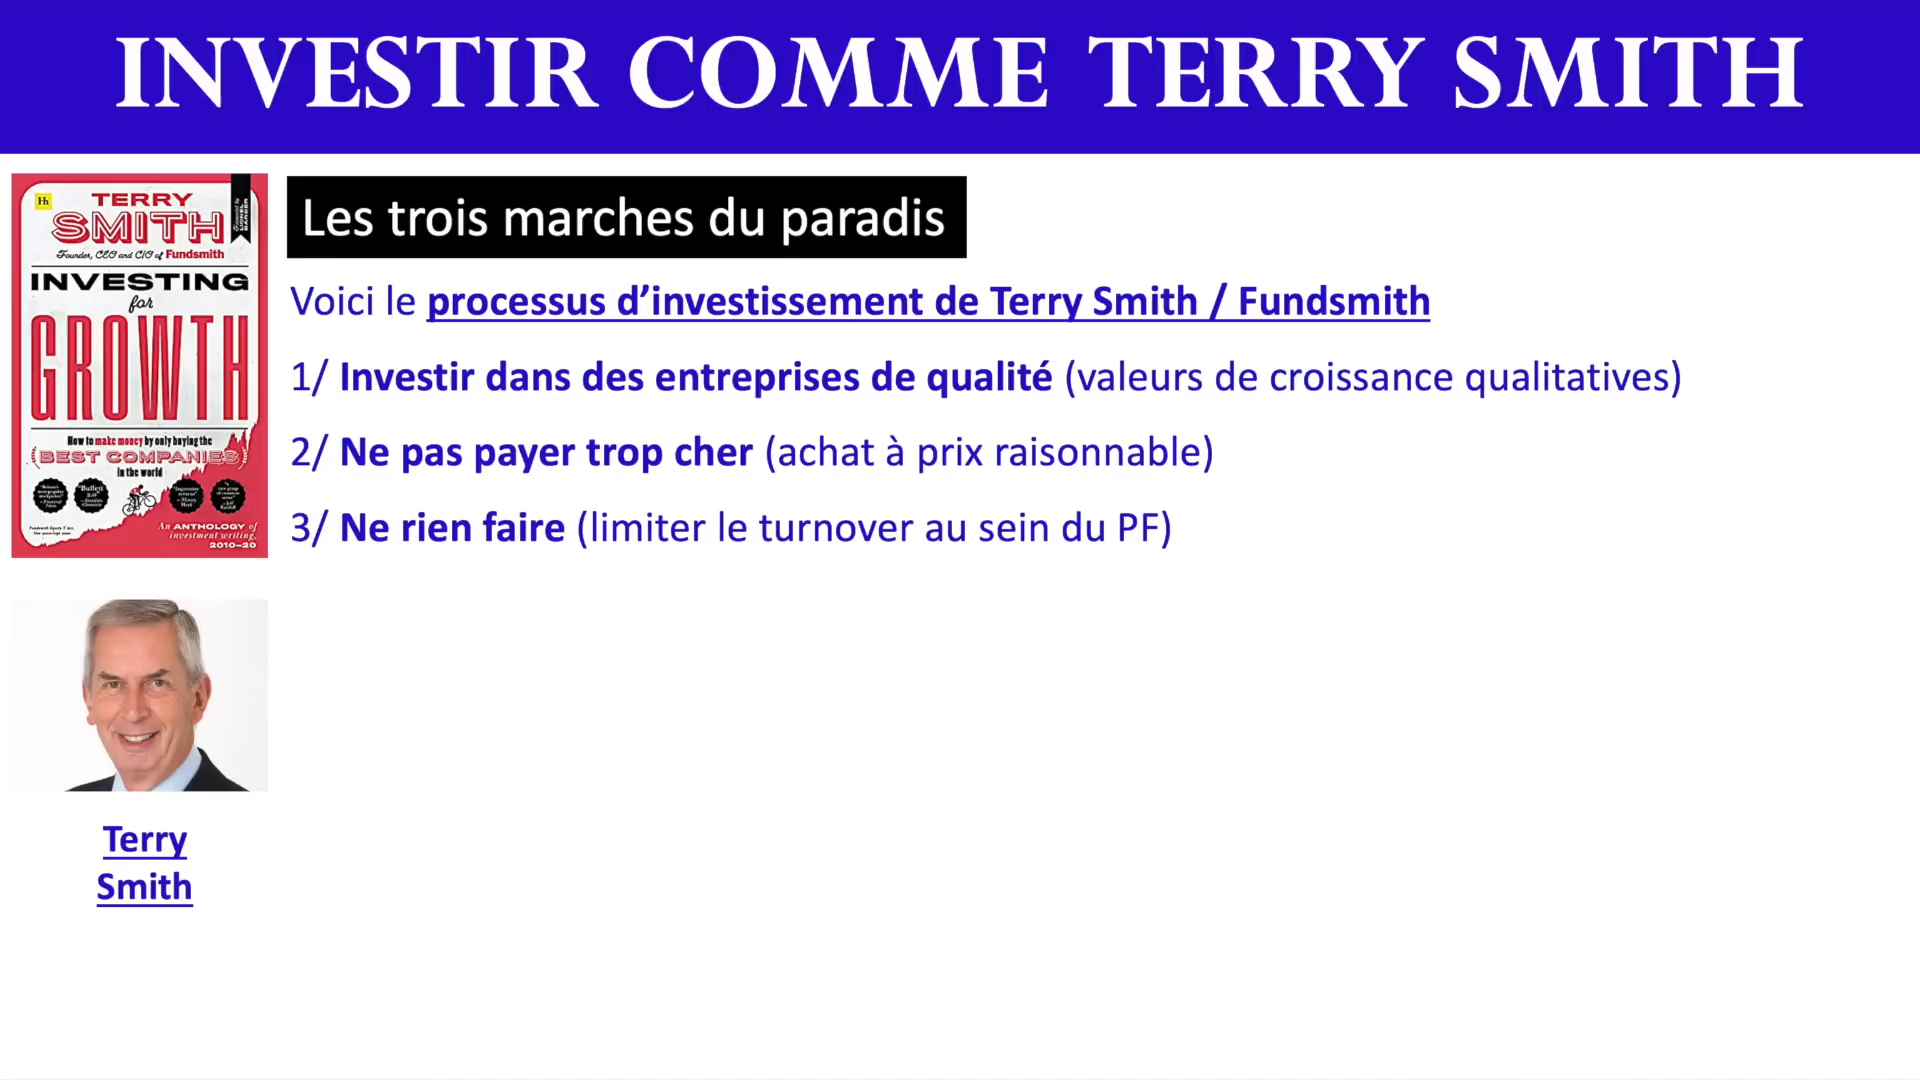 INVESTIR COMME TERRY SMITH
Hh
TERRY
SMITH
Founder, CEO and CIO of Fundsmith
INVESTING
for
GROWTH
How to make money by only buying the
BEST COMPANIES
in the world
"Buffett
2.0"
An ANTHOLOGY of
investment writing,
2010–20
Les trois marches du paradis
Voici le processus d’investissement de Terry Smith / Fundsmith
1/ Investir dans des entreprises de qualité (valeurs de croissance qualitatives)
2/ Ne pas payer trop cher (achat à prix raisonnable)
3/ Ne rien faire (limiter le turnover au sein du PF)
Terry
Smith